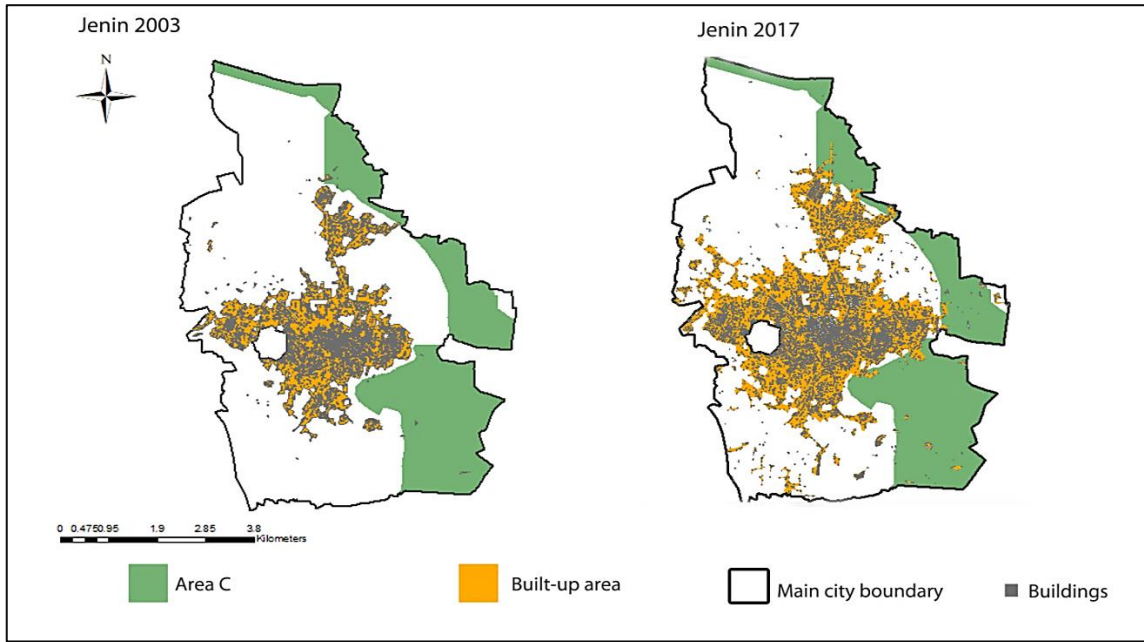 Jenin 2003
Jenin 2017
N
0 0.4750.95 1.9 2.85 3.8
Kilometers
Area C
Built-up area
Main city boundary
Buildings